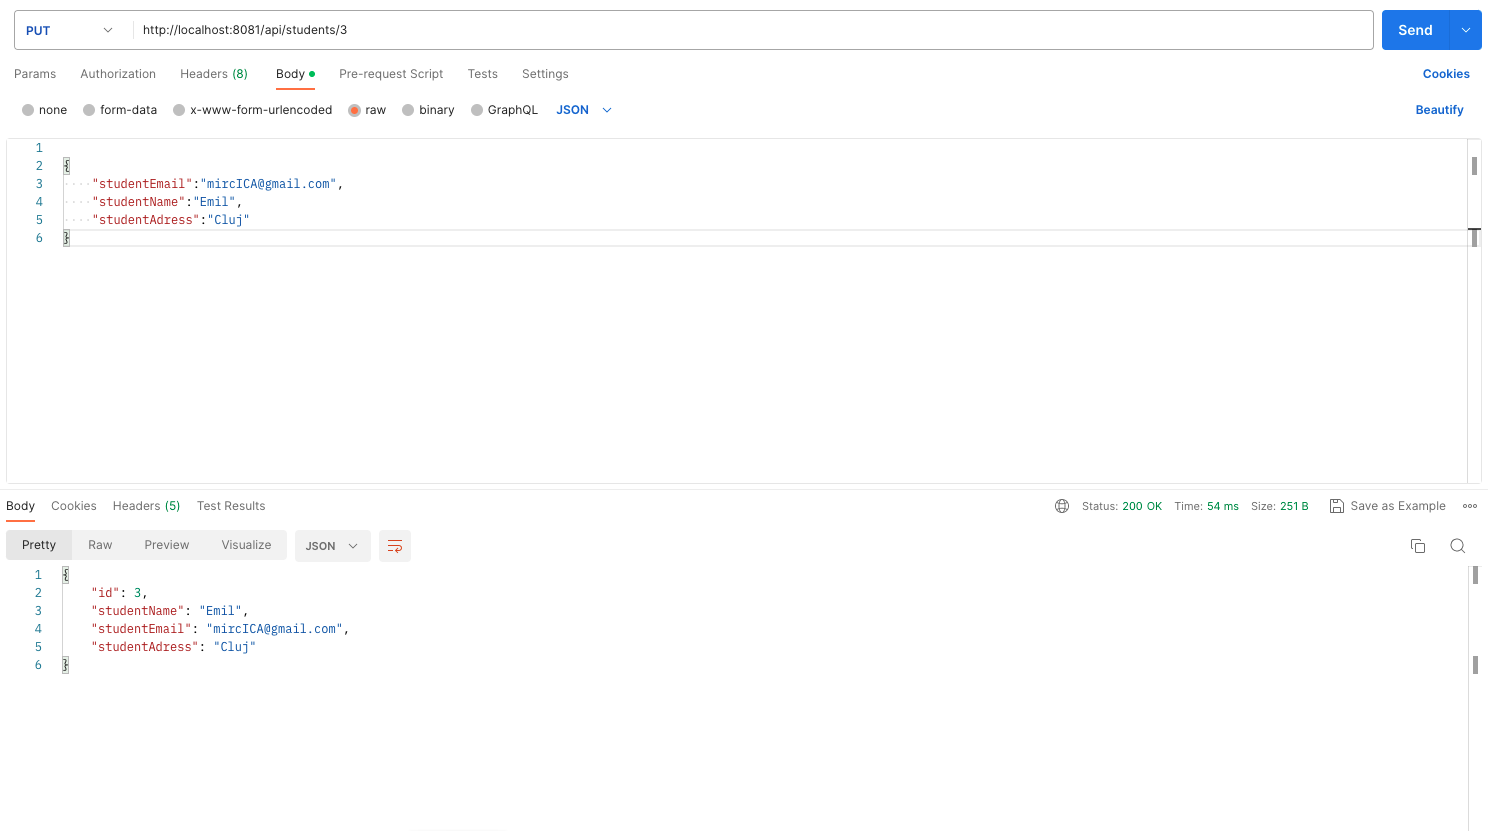 PUT http://localhost:8081/api/students/3 Send
Params Authorization Headers (8) Body Pre-request Script Tests Settings Cookies
none form-data x-www-form-urlencoded raw binary GraphQL JSON Beautify
1
2 {
3 "studentEmail":"mircICA@gmail.com",
4 "studentName":"Emil",
5 "studentAdress":"Cluj"
6 }
Body Cookies Headers (5) Test Results Status: 200 OK Time: 54 ms Size: 251 B Save as Example
Pretty Raw Preview Visualize JSON
1 {
2 "id": 3,
3 "studentName": "Emil",
4 "studentEmail": "mircICA@gmail.com",
5 "studentAdress": "Cluj"
6 }